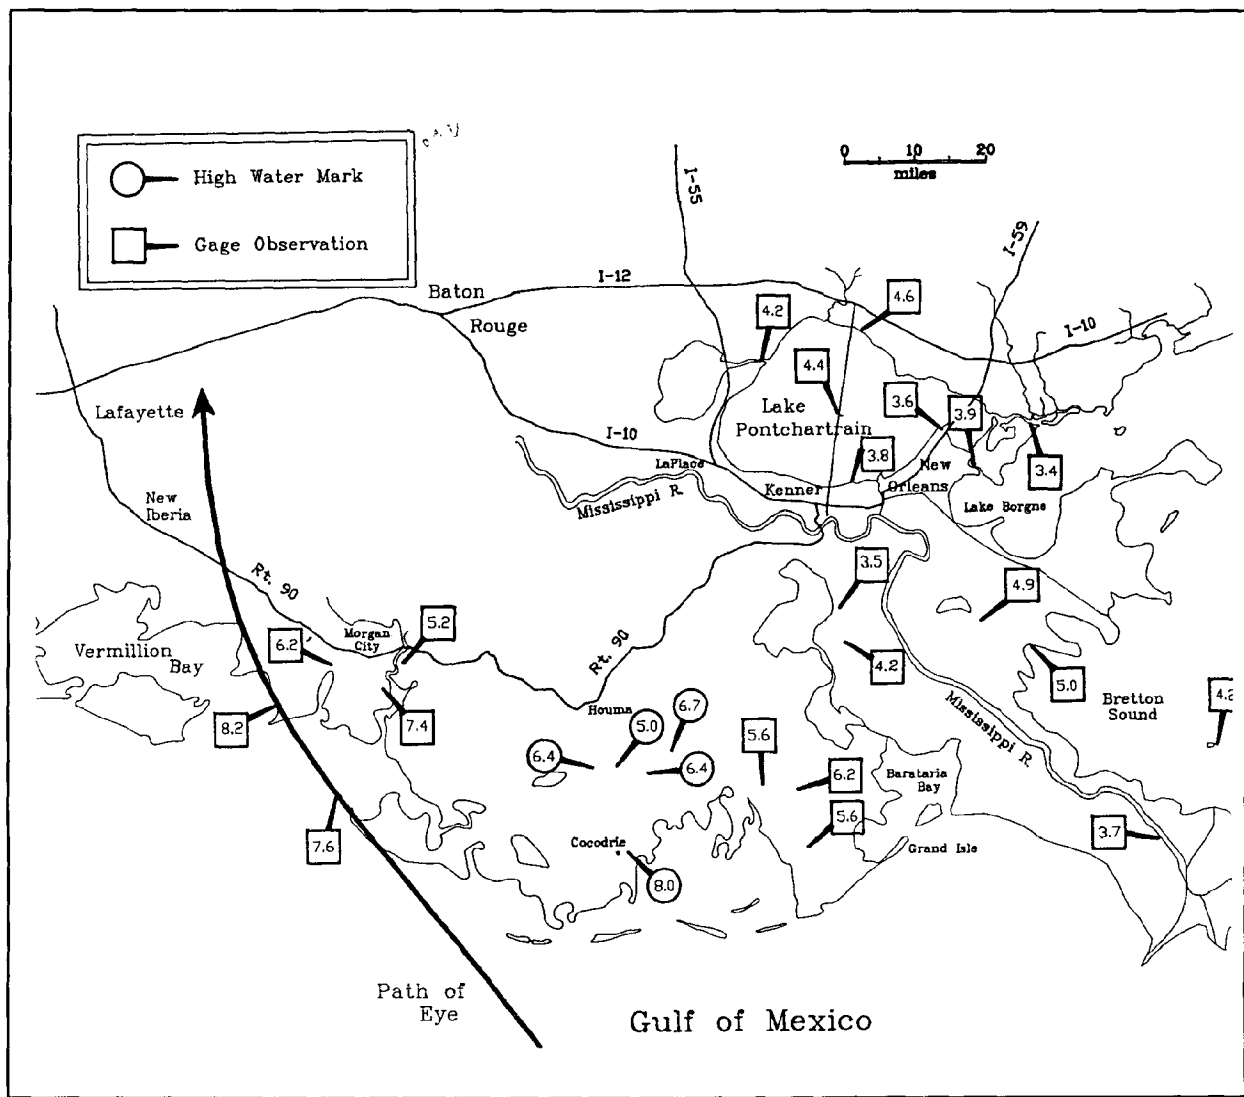 High Water Mark
Gage Observation
0 10 20
miles
I-55
I-59
I-12
Baton
Rouge
4.2
4.6
I-10
4.4
Lafayette
Lake
Pontchartrain
3.6
3.9
I-10
LaPlace
3.8
New
Orleans
3.4
Kenner
Mississippi R.
Lake Borgne
New
Iberia
Rt. 90
3.5
4.9
Morgan
City
5.2
6.2
Vermillion
Bay
Rt. 90
4.2
5.0
Bretton
Sound
4.2
8.2
7.4
Houma
6.7
5.0
6.4
6.4
5.6
6.2
Barataria
Bay
Mississippi R.
7.6
5.6
3.7
Cocodrie
Grand Isle
8.0
Path of
Eye
Gulf of Mexico